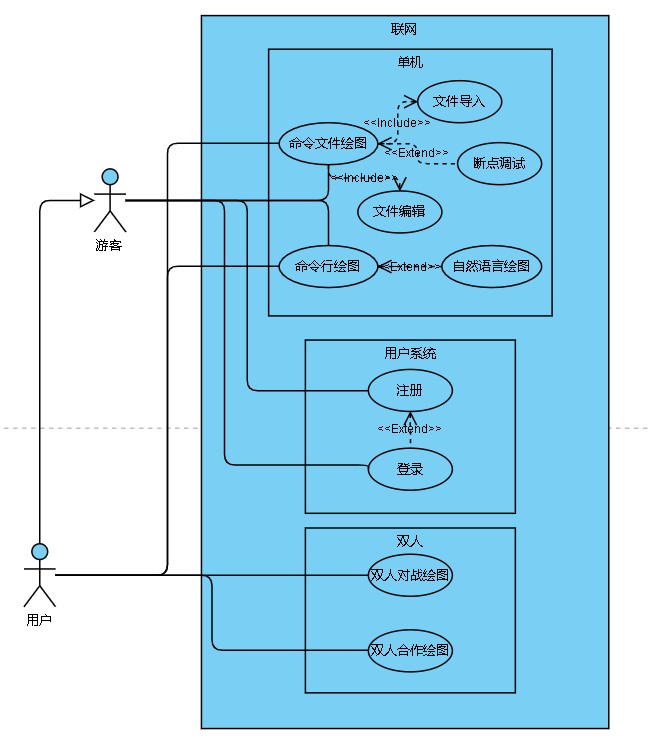 联网
单机
文件导入
<<Include>>
命令文件绘图
<<Extend>>
断点调试
<<Include>>
文件编辑
游客
命令行绘图
<<Extend>>
自然语言绘图
用户系统
注册
<<Extend>>
登录
双人
双人对战绘图
用户
双人合作绘图